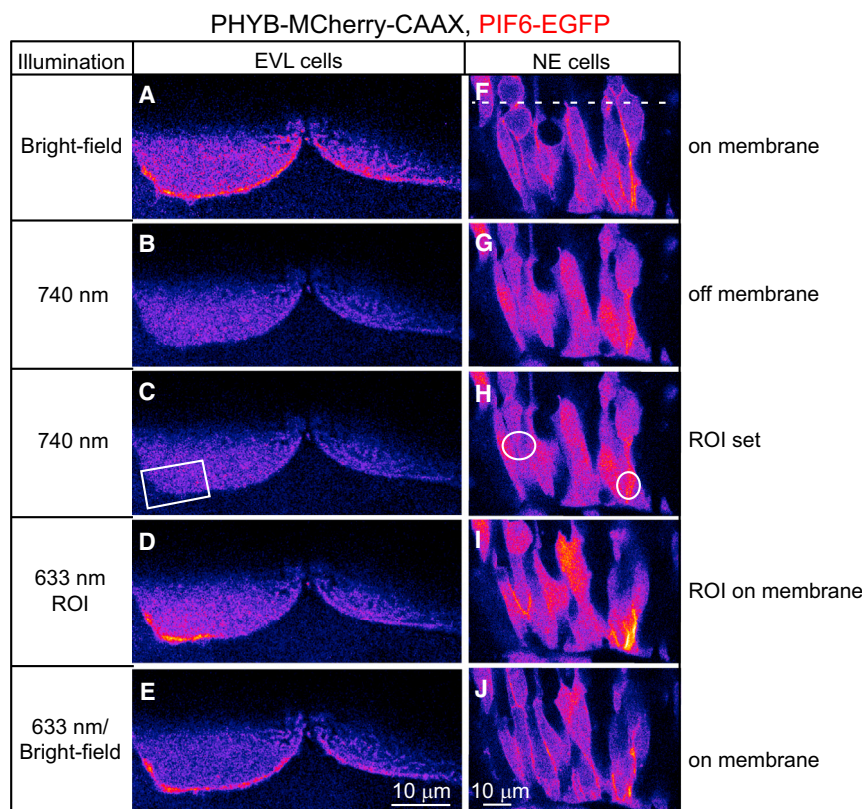 PHYB-MCherry-CAAX, PIF6-EGFP
Illumination EVL cells NE cells
Bright-field A F on membrane
740 nm B G off membrane
740 nm C H ROI set
633 nm
ROI D I ROI on membrane
633 nm/
Bright-field E J on membrane
10 μm 10 μm